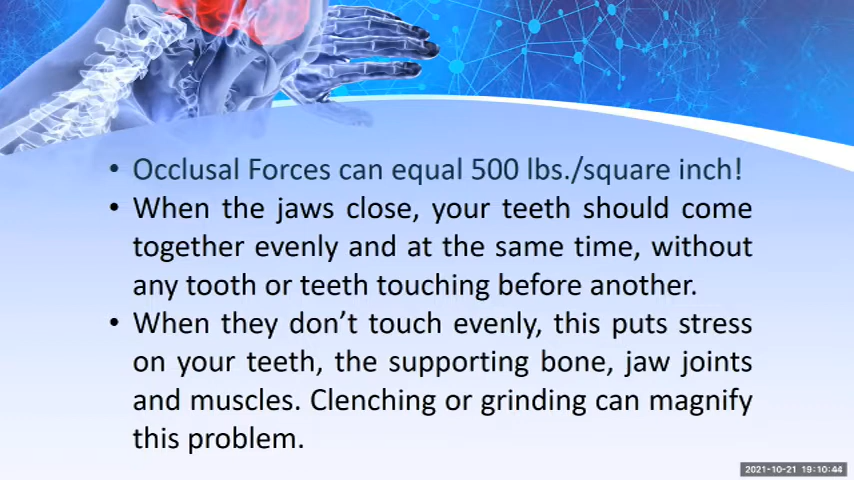 • Occlusal Forces can equal 500 lbs./square inch!
• When the jaws close, your teeth should come
together evenly and at the same time, without
any tooth or teeth touching before another.
• When they don’t touch evenly, this puts stress
on your teeth, the supporting bone, jaw joints
and muscles. Clenching or grinding can magnify
this problem.
2021-10-21 19:10:44